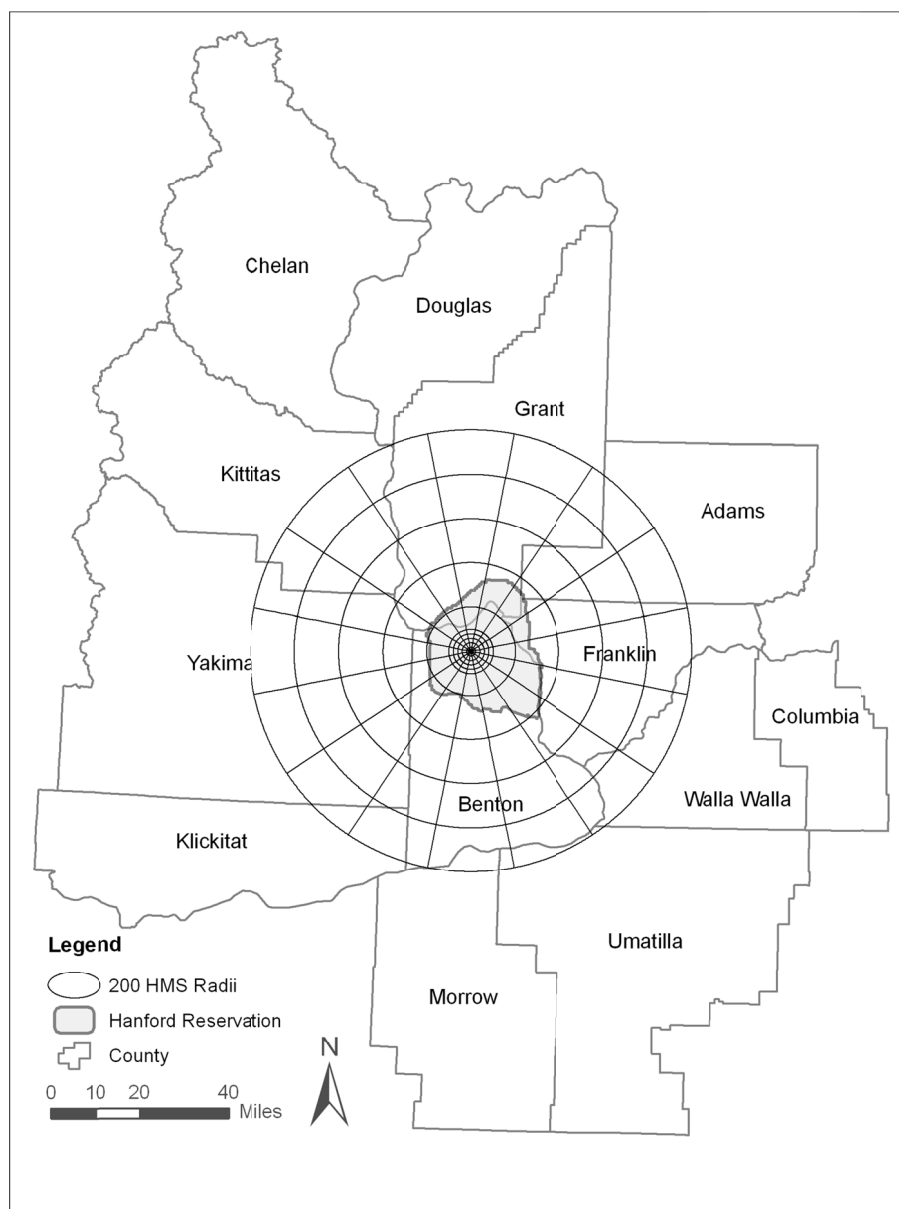 Chelan
Douglas
Grant
Kittitas
Adams
Yakima
Franklin
Columbia
Benton
Walla Walla
Klickitat
Umatilla
Morrow
Legend
200 HMS Radii
Hanford Reservation
County
N
0 10 20 40
Miles